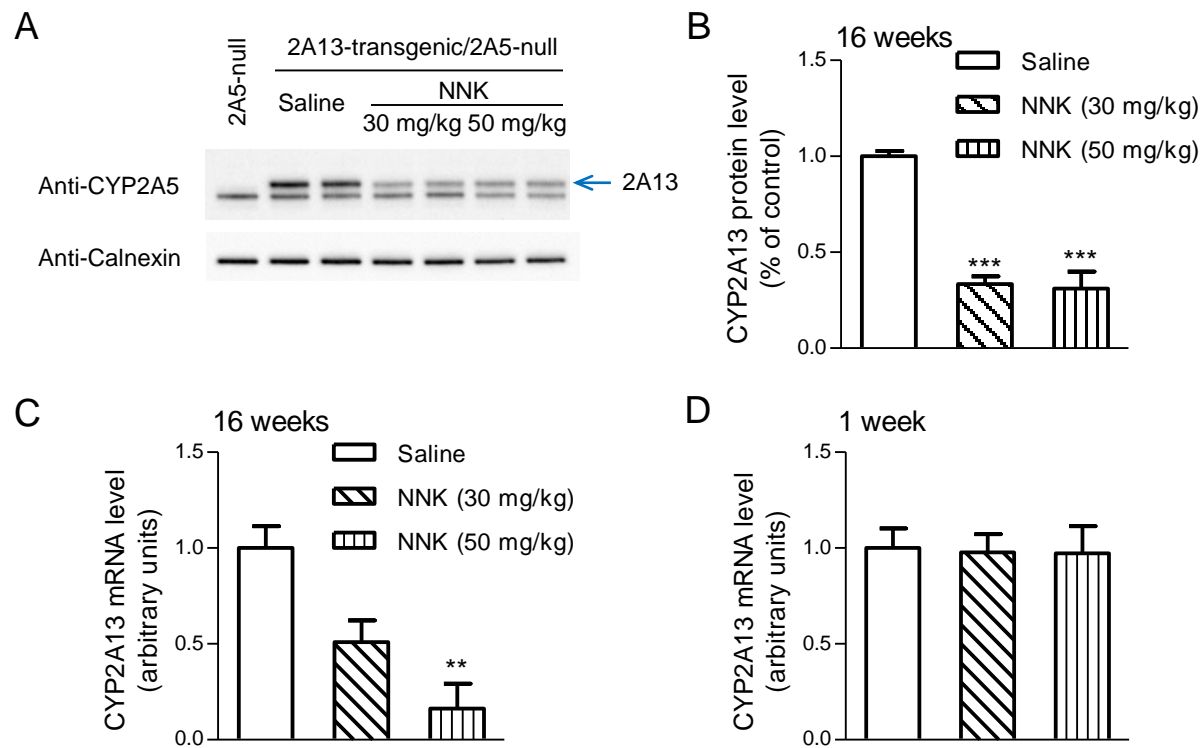 A
2A5-null
2A13-transgenic/2A5-null
Saline
NNK
30 mg/kg 50 mg/kg
Anti-CYP2A5
2A13
Anti-Calnexin
B
16 weeks
CYP2A13 protein level
(% of control)
1.5
1.0
0.5
0.0
Saline
NNK (30 mg/kg)
NNK (50 mg/kg)
***
***
C
16 weeks
CYP2A13 mRNA level
(arbitrary units)
1.5
1.0
0.5
0.0
Saline
NNK (30 mg/kg)
NNK (50 mg/kg)
**
D
1 week
CYP2A13 mRNA level
(arbitrary units)
1.5
1.0
0.5
0.0